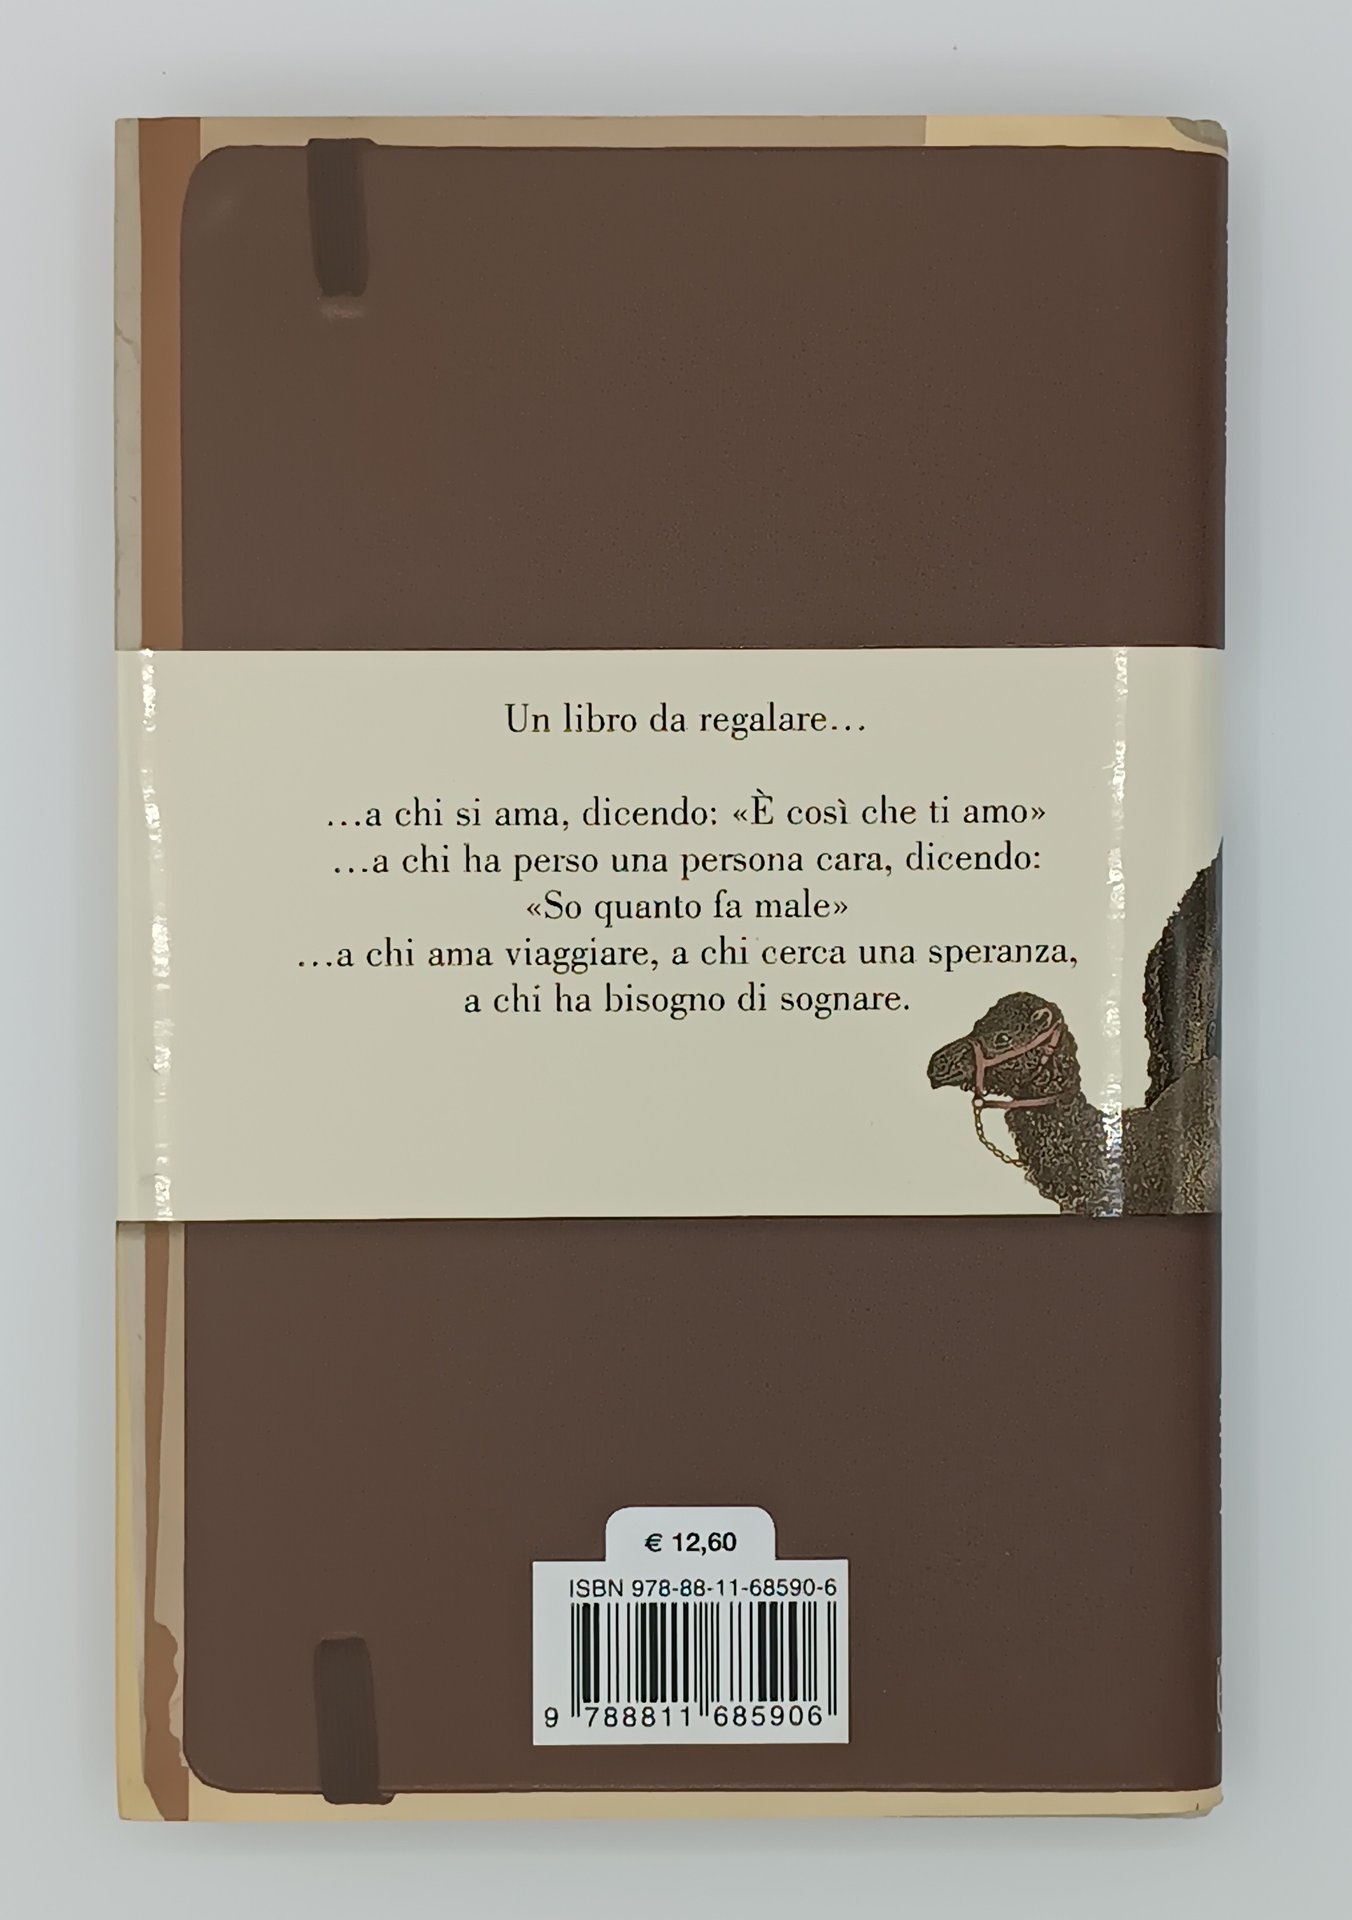 Un libro da regalare...
...a chi si ama, dicendo: «È così che ti amo»
...a chi ha perso una persona cara, dicendo:
«So quanto fa male»
...a chi ama viaggiare, a chi cerca una speranza,
a chi ha bisogno di sognare.
€ 12,60
ISBN 978-88-11-68590-6
9 788811 685906